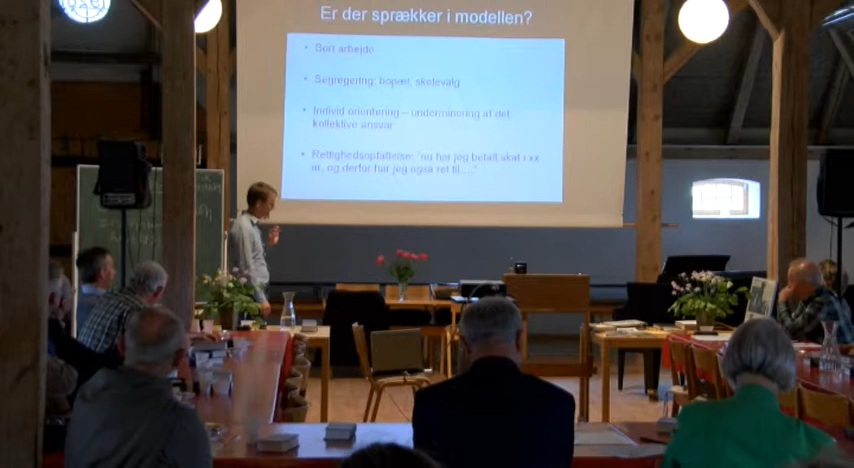 Er der sprækker i modellen?
• Sort arbejde
• Segregering: bopæl, skolevalg
• Individ orientering – underminering af det
kollektive ansvar
• Rettighedsopfattelse: "nu har jeg betalt skat i xx
år, og derfor har jeg også ret til….."